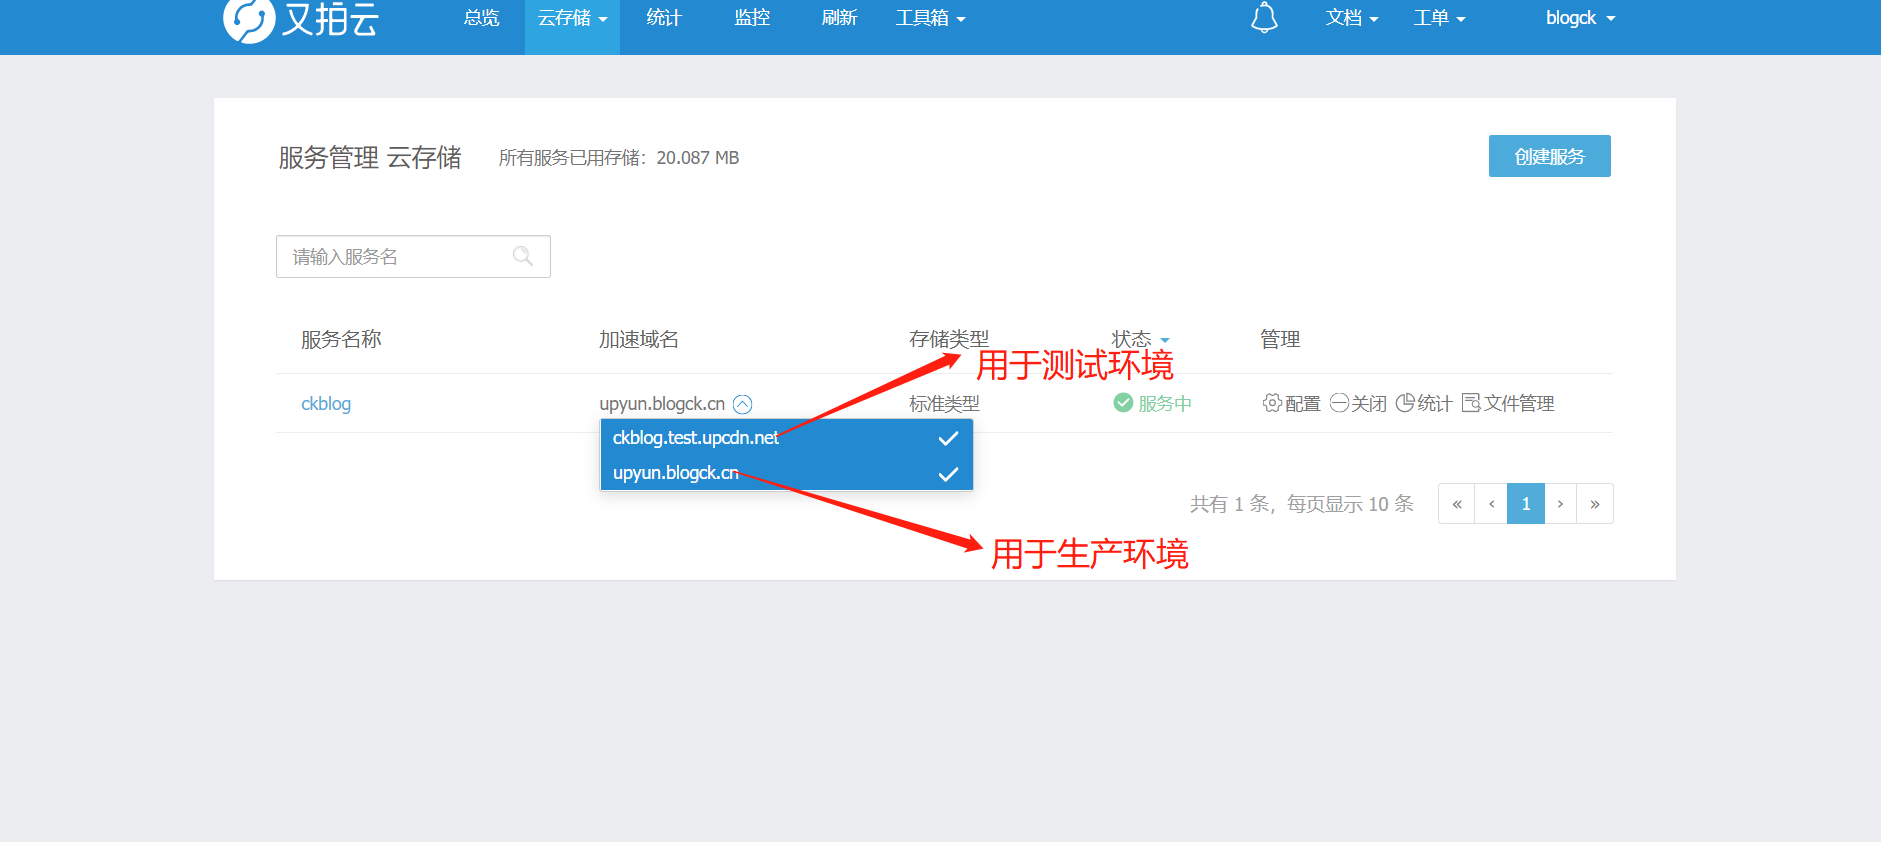 又拍云 总览 云存储 统计 监控 刷新 工具箱 文档 工单 blogck
服务管理 云存储 所有服务已用存储：20.087 MB 创建服务
请输入服务名
服务名称 加速域名 存储类型 状态 管理
用于测试环境
ckblog upyun.blogck.cn 标准类型 服务中 配置 关闭 统计 文件管理
ckblog.test.upcdn.net
upyun.blogck.cn
共有 1 条，每页显示 10 条 « ‹ 1 › »
用于生产环境